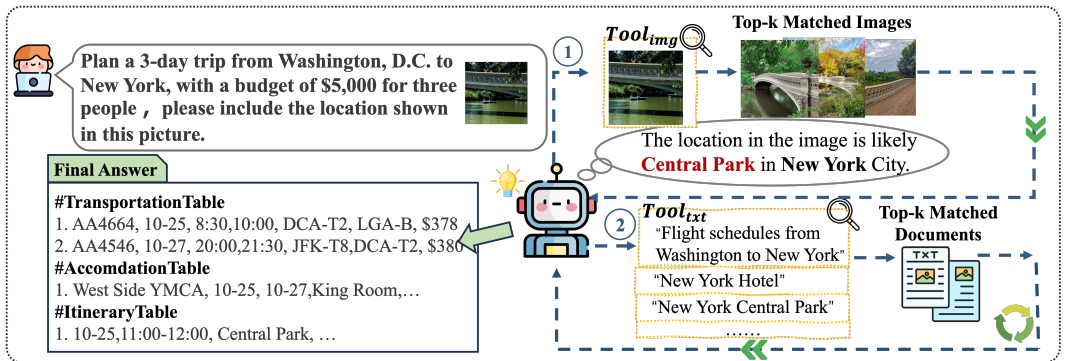 Plan a 3-day trip from Washington, D.C. to
New York, with a budget of $5,000 for three
people , please include the location shown
in this picture.
1
Tool_img
Top-k Matched Images
The location in the image is likely
Central Park in New York City.
Final Answer
#TransportationTable
1. AA4664, 10-25, 8:30,10:00, DCA-T2, LGA-B, $378
2. AA4546, 10-27, 20:00,21:30, JFK-T8,DCA-T2, $380
#AccomdationTable
1. West Side YMCA, 10-25, 10-27,King Room,…
#ItineraryTable
1. 10-25,11:00-12:00, Central Park, …
2
Tool_txt
“Flight schedules from
Washington to New York”
“New York Hotel”
“New York Central Park”
……
Top-k Matched
Documents
TXT